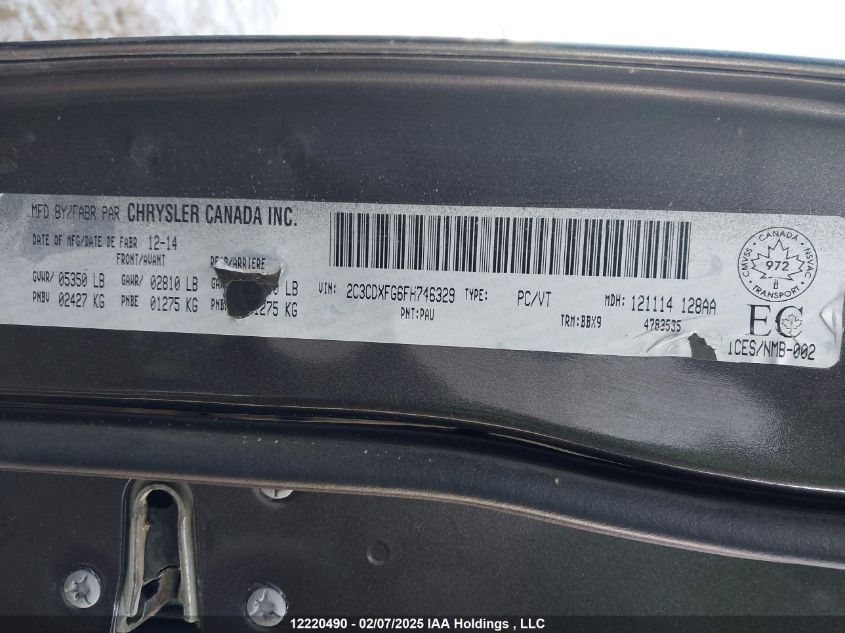 MFD BY/FABR PAR CHRYSLER CANADA INC.
DATE OF MFG/DATE DE FABR 12-14
FRONT/AVANT
GVWR/ 05350 LB GAWR/ 02810 LB LB
PNBV 02427 KG PNBE 01275 KG KG
VIN: 2C3CDXFG6FH746329 TYPE: PC/VT MDH: 121114 128AA
PNT:PAU TRM:BBX9 4783535
CMVSS CANADA NSVAC
972
TRANSPORT
EC
ICES/NMB-002
12220490 - 02/07/2025 IAA Holdings , LLC